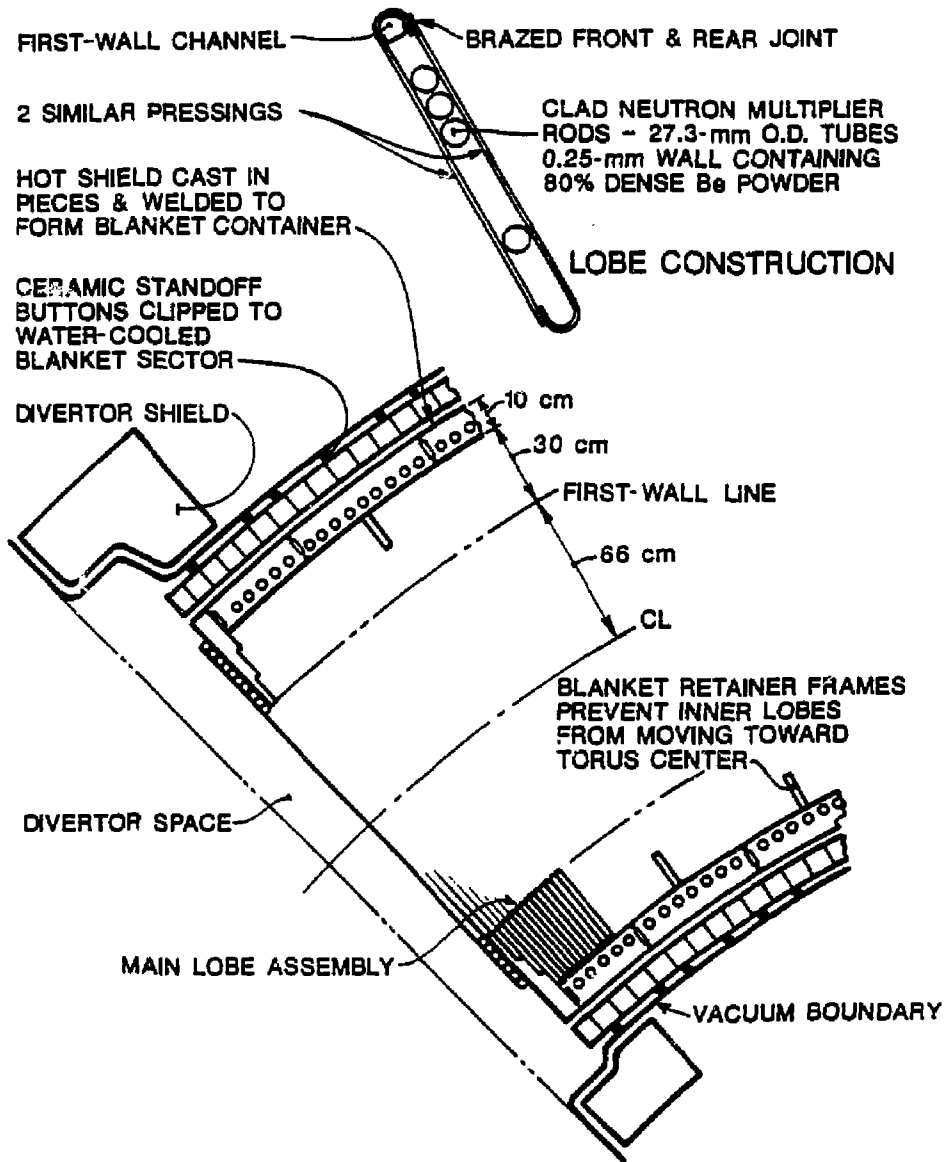 FIRST-WALL CHANNEL
BRAZED FRONT & REAR JOINT
2 SIMILAR PRESSINGS
CLAD NEUTRON MULTIPLIER
RODS - 27.3-mm O.D. TUBES
0.25-mm WALL CONTAINING
80% DENSE Be POWDER
HOT SHIELD CAST IN
PIECES & WELDED TO
FORM BLANKET CONTAINER
LOBE CONSTRUCTION
CERAMIC STANDOFF
BUTTONS CLIPPED TO
WATER-COOLED
BLANKET SECTOR
DIVERTOR SHIELD
10 cm
30 cm
FIRST-WALL LINE
66 cm
CL
BLANKET RETAINER FRAMES
PREVENT INNER LOBES
FROM MOVING TOWARD
TORUS CENTER
DIVERTOR SPACE
MAIN LOBE ASSEMBLY
VACUUM BOUNDARY